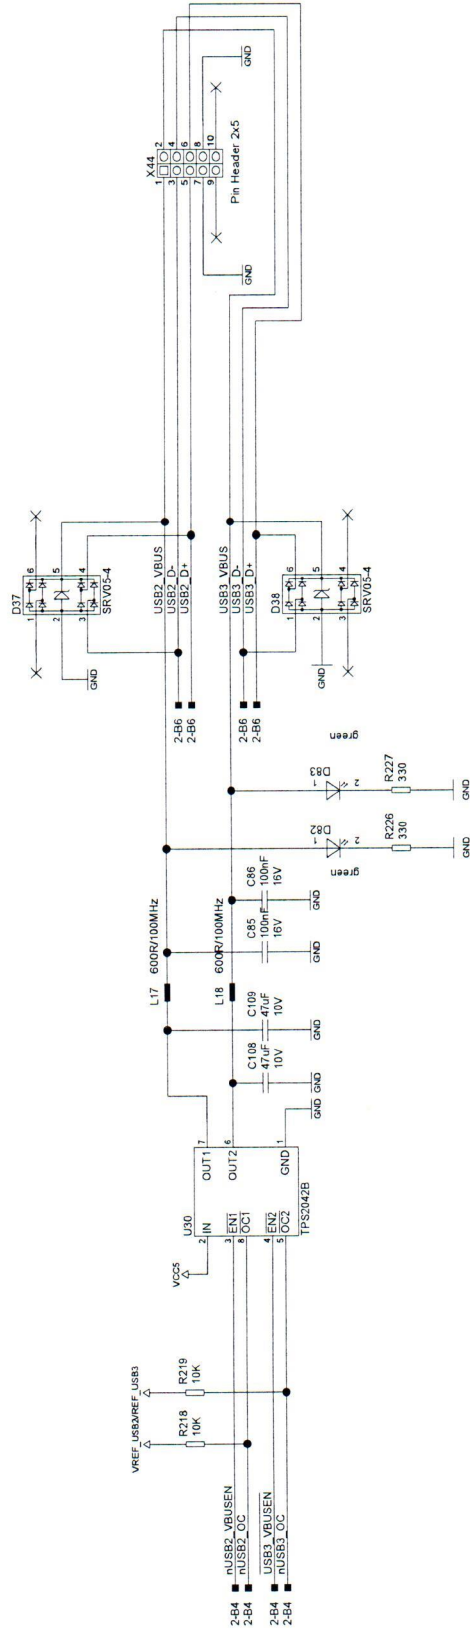 X44
1 2
3 4
5 6
7 8
9 10
GND
GND
Pin Header 2x5
D37
1 6
2 5
3 4
SRV05-4
GND
USB2_VBUS
USB2_D-
USB2_D+
USB3_VBUS
USB3_D-
USB3_D+
D38
1 6
2 5
3 4
SRV05-4
GND
2-B6
2-B6
2-B6
2-B6
green
D83
1
2
R227
330
GND
D82
1
2
R226
330
GND
green
L17
600R/100MHz
L18
600R/100MHz
C86
100nF
16V
GND
C85
100nF
16V
GND
C109
47uF
10V
GND
C108
47uF
10V
GND
GND
U30
2 IN
3 EN1
8 OC1
4 EN2
5 OC2
OUT1 7
OUT2 6
GND 1
TPS2042B
VCC5
VREF_USB2
VREF_USB3
R219
10K
R218
10K
nUSB2_VBUSEN
nUSB2_OC
USB3_VBUSEN
nUSB3_OC
2-B4
2-B4
2-B4
2-B4